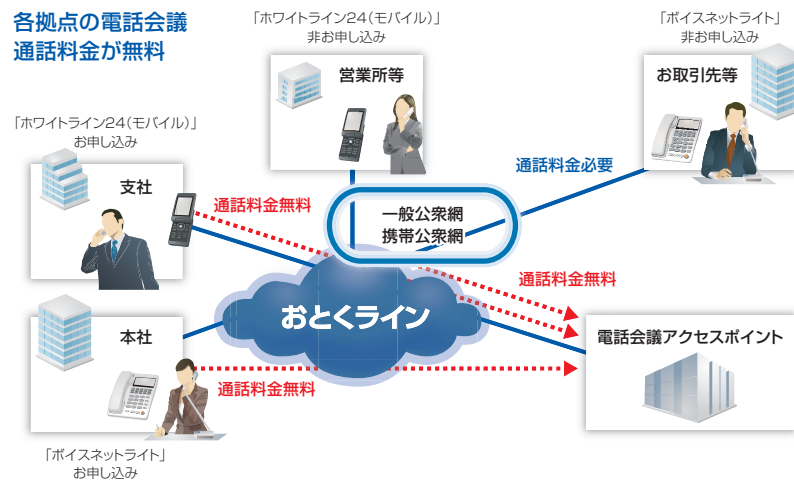 各拠点の電話会議
通話料金が無料
「ホワイトライン24（モバイル）」
非お申し込み
「ボイスネットライト」
非お申し込み
営業所等
お取引先等
「ホワイトライン24（モバイル）」
お申し込み
支社
通話料金必要
通話料金無料
一般公衆網
携帯公衆網
通話料金無料
おとくライン
本社
電話会議アクセスポイント
通話料金無料
「ボイスネットライト」
お申し込み